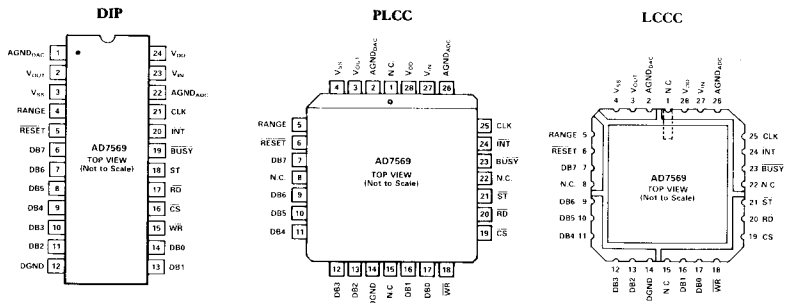 DIP
AGNDDAC 1
VOUT 2
VSS 3
RANGE 4
RESET 5
DB7 6
DB6 7
DB5 8
DB4 9
DB3 10
DB2 11
DGND 12
AD7569
TOP VIEW
(Not to Scale)
24 VDD
23 VIN
22 AGNDADC
21 CLK
20 INT
19 BUSY
18 ST
17 RD
16 CS
15 WR
14 DB0
13 DB1
PLCC
VSS VOUT AGNDDAC N.C. VDD VIN AGNDADC
4 3 2 1 28 27 26
RANGE 5
RESET 6
DB7 7
N.C. 8
DB6 9
DB5 10
DB4 11
AD7569
TOP VIEW
(Not to Scale)
25 CLK
24 INT
23 BUSY
22 N.C.
21 ST
20 RD
19 CS
12 13 14 15 16 17 18
DB3 DB2 DGND N.C DB1 DB0 WR
LCCC
VSS VOUT AGNDDAC N.C VDD VIN AGNDADC
4 3 2 1 28 27 26
RANGE 5
RESET 6
DB7 7
N.C. 8
DB6 9
DB5 10
DB4 11
AD7569
TOP VIEW
(Not to Scale)
25 CLK
24 INT
23 BUSY
22 N C
21 ST
20 RD
19 CS
12 13 14 15 16 17 18
DB3 DB2 DGND N.C DB1 DB0 WR